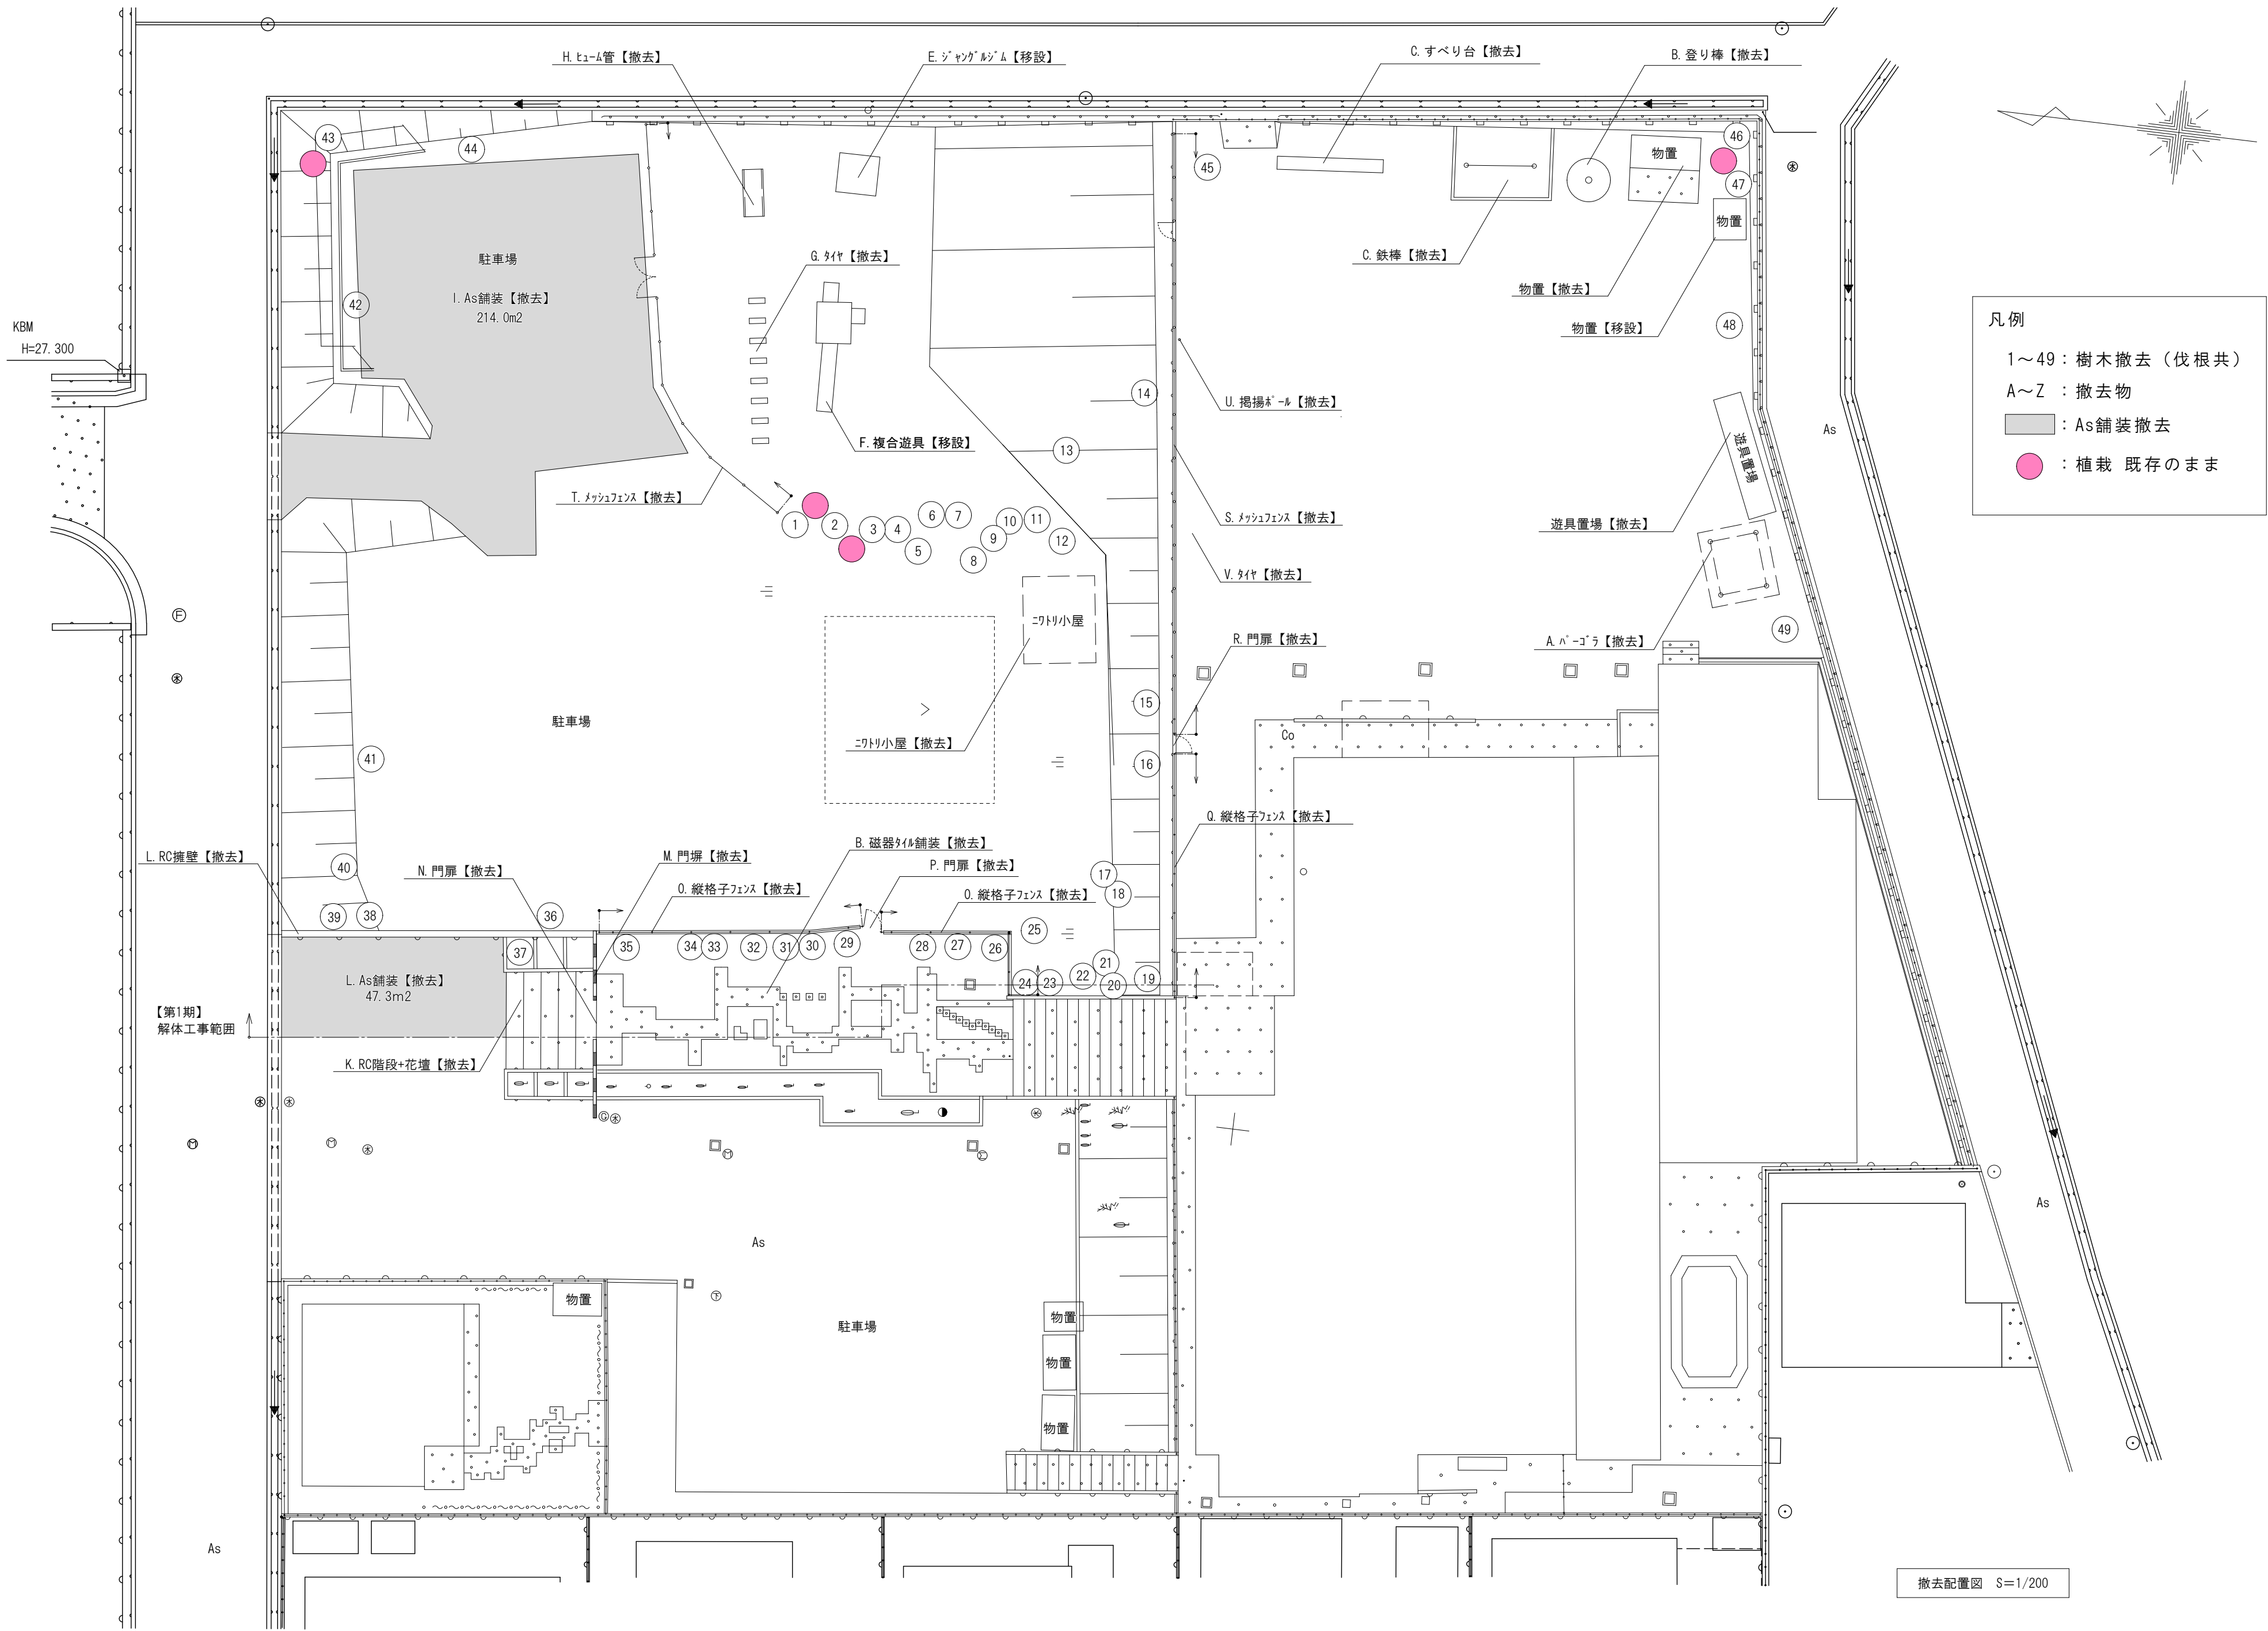 H. ﾋｭｰﾑ管【撤去】
E. ｼﾞｬﾝｸﾞﾙｼﾞﾑ【移設】
C. すべり台【撤去】
B. 登り棒【撤去】
43
44
45
46
47
物置
物置
駐車場
I. As舗装【撤去】
214.0m2
42
G. ﾀｲﾔ【撤去】
C. 鉄棒【撤去】
物置【撤去】
物置【移設】
48
KBM
H=27.300
凡例
1～49：樹木撤去（伐根共）
A～Z ：撤去物
：As舗装撤去
：植栽 既存のまま
14
13
U. 掲揚ﾎﾟｰﾙ【撤去】
F. 複合遊具【移設】
As
遊具置場
T. ﾒｯｼｭﾌｪﾝｽ【撤去】
S. ﾒｯｼｭﾌｪﾝｽ【撤去】
遊具置場【撤去】
1
2
3
4
5
6
7
8
9
10
11
12
V. ﾀｲﾔ【撤去】
ﾆﾜﾄﾘ小屋
F
49
A. ﾊﾟｰｺﾞﾗ【撤去】
R. 門扉【撤去】
水
15
駐車場
ﾆﾜﾄﾘ小屋【撤去】
Co
41
16
Q. 縦格子ﾌｪﾝｽ【撤去】
L. RC擁壁【撤去】
40
N. 門扉【撤去】
M. 門塀【撤去】
B. 磁器ﾀｲﾙ舗装【撤去】
P. 門扉【撤去】
O. 縦格子ﾌｪﾝｽ【撤去】
O. 縦格子ﾌｪﾝｽ【撤去】
17
18
39
38
36
37
35
34
33
32
31
30
29
28
27
26
25
24
23
22
21
20
19
L. As舗装【撤去】
47.3m2
【第1期】
解体工事範囲
K. RC階段+花壇【撤去】
G
M
As
As
駐車場
物置
物置
物置
物置
As
撤去配置図 S＝1/200